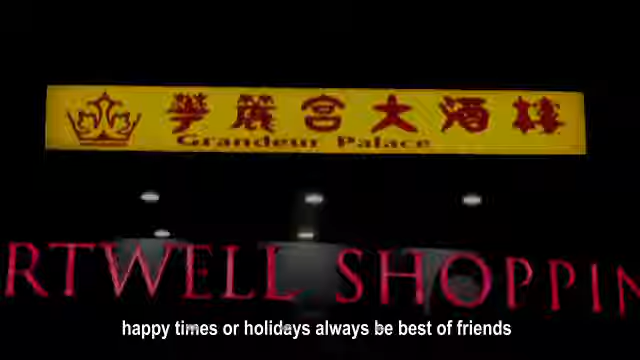 華麗宮大酒樓
Grandeur Palace
RTWELL SHOPPIN
happy times or holidays always be best of friends